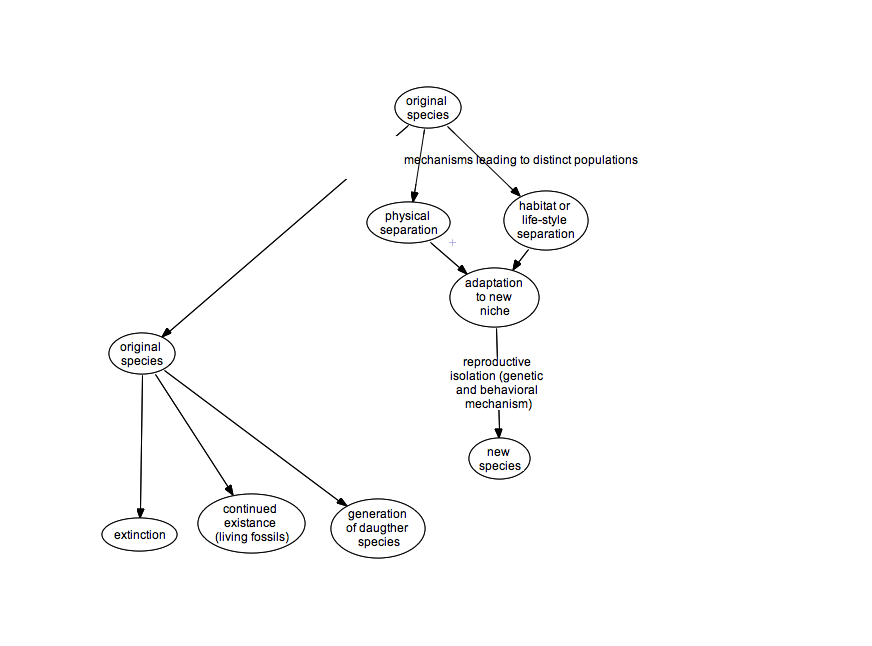 original
species
mechanisms leading to distinct populations
physical
separation
habitat or
life-style
separation
adaptation
to new
niche
original
species
reproductive
isolation (genetic
and behavioral
mechanism)
new
species
extinction
continued
existance
(living fossils)
generation
of daugther
species